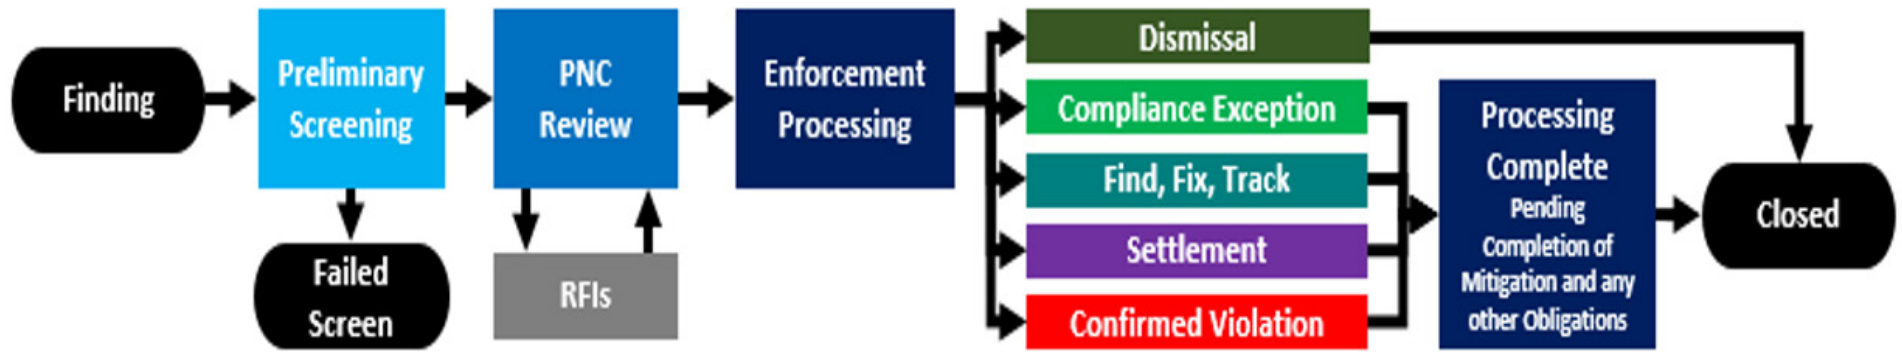 Finding
Preliminary
Screening
Failed
Screen
PNC
Review
RFIs
Enforcement
Processing
Dismissal
Compliance Exception
Find, Fix, Track
Settlement
Confirmed Violation
Processing
Complete
Pending
Completion of
Mitigation and any
other Obligations
Closed